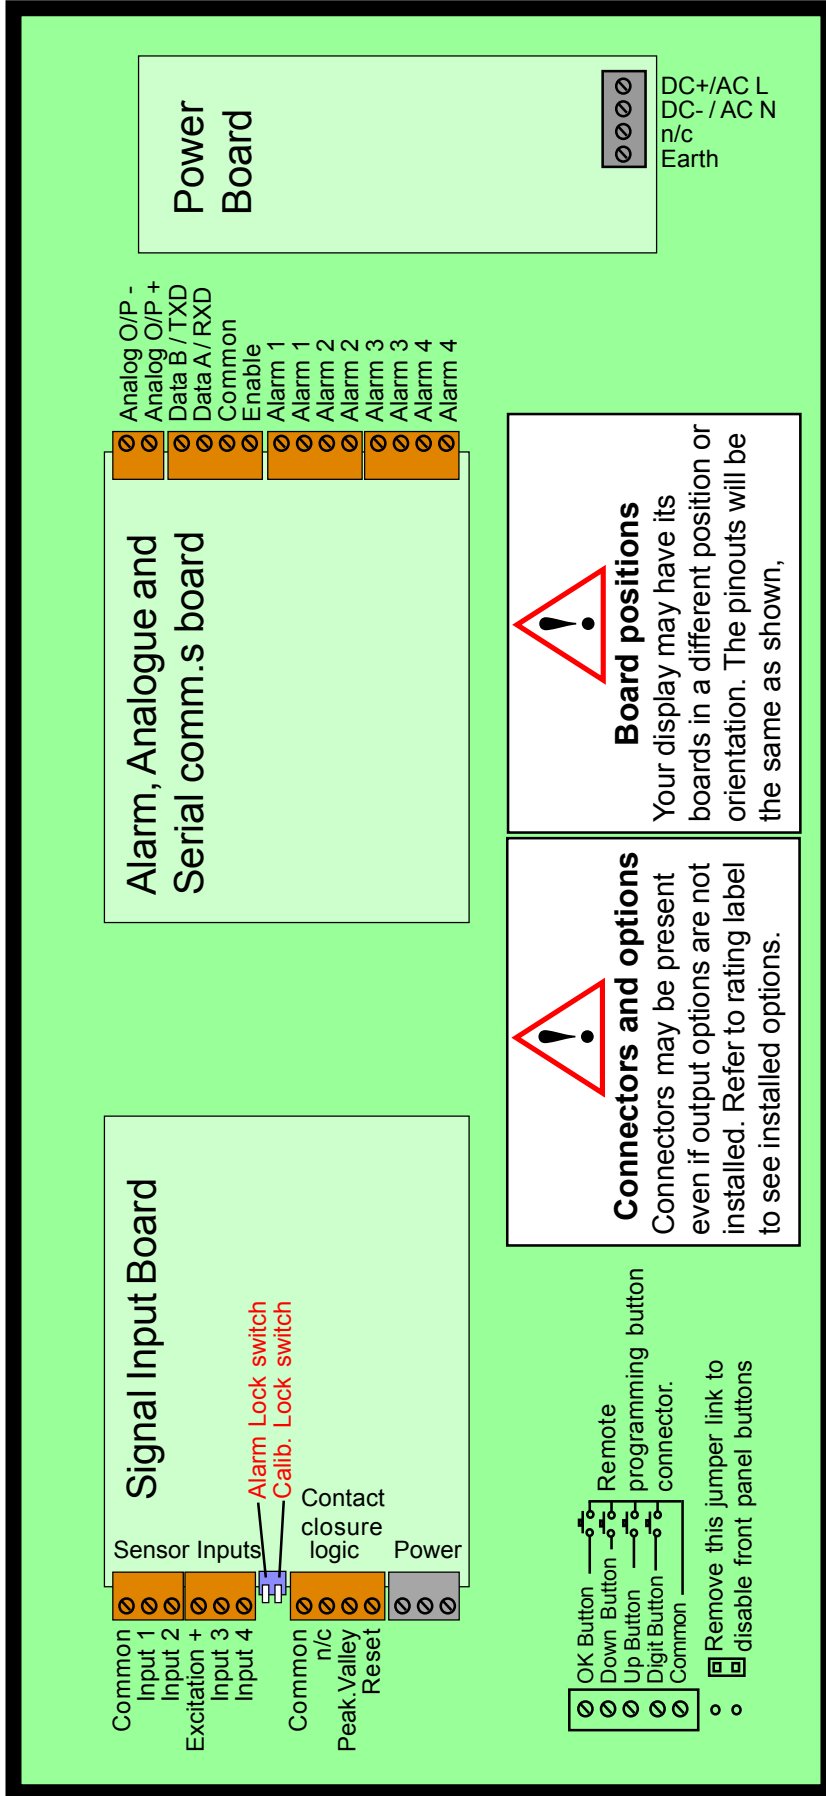 Power
Board
DC+/AC L
DC- / AC N
n/c
Earth
Alarm, Analogue and
Serial comm.s board
Analog O/P -
Analog O/P +
Data B / TXD
Data A / RXD
Common
Enable
Alarm 1
Alarm 1
Alarm 2
Alarm 2
Alarm 3
Alarm 3
Alarm 4
Alarm 4
Signal Input Board
Alarm Lock switch
Calib. Lock switch
Sensor Inputs
Contact
closure
logic
Power
Common
Input 1
Input 2
Excitation +
Input 3
Input 4
Common
n/c
Peak.Valley
Reset
Board positions
Your display may have its
boards in a different position or
orientation. The pinouts will be
the same as shown,
Connectors and options
Connectors may be present
even if output options are not
installed. Refer to rating label
to see installed options.
OK Button
Down Button
Up Button
Digit Button
Common
Remote
programming button
connector.
Remove this jumper link to
disable front panel buttons